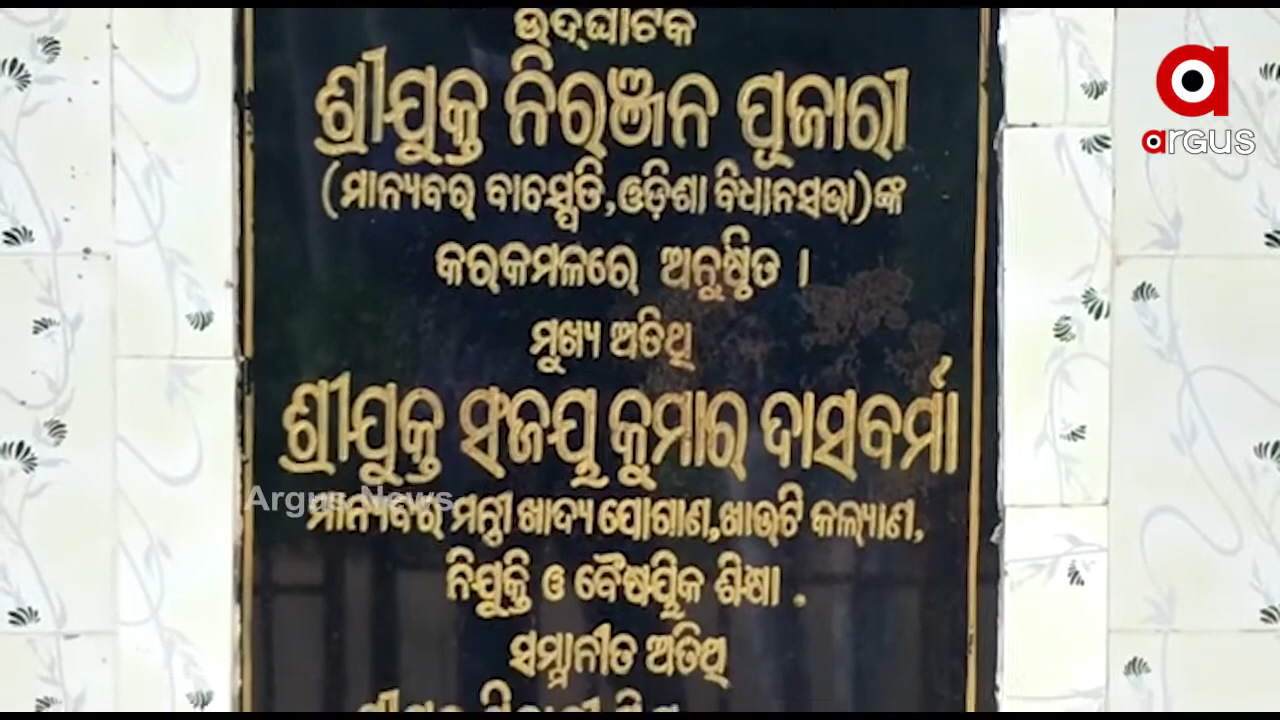 ଉଦ୍‌ଘାଟକ
ଶ୍ରୀଯୁକ୍ତ ନିରଞ୍ଜନ ପୂଜାରୀ
(ମାନ୍ୟବର ବାଚସ୍ପତି,ଓଡ଼ିଶା ବିଧାନସଭା)ଙ୍କ
କରକମଳରେ ଅନୁଷ୍ଠିତ ।
ମୁଖ୍ୟ ଅତିଥି
ଶ୍ରୀଯୁକ୍ତ ସଂଜୟ କୁମାର ଦାସବର୍ମା
ମାନ୍ୟବର ମନ୍ତ୍ରୀ ଖାଦ୍ୟ ଯୋଗାଣ,ଖାଉଟି କଲ୍ୟାଣ,
ନିଯୁକ୍ତି ଓ ବୈଷୟିକ ଶିକ୍ଷା .
ସମ୍ମାନୀତ ଅତିଥି
argus
Argus News